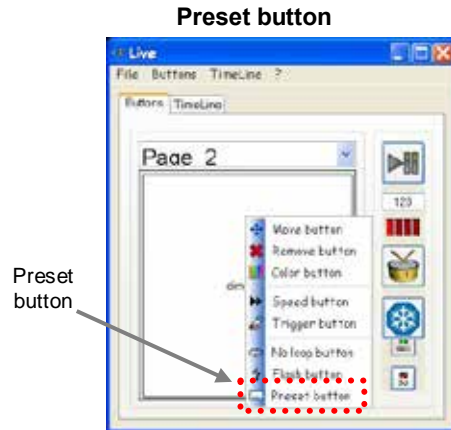 Preset button
Live
File Buttons TimeLine ?
Buttons TimeLine
Page 2
123
Move button
Remove button
Color button
Speed button
Trigger button
No loop button
Flash button
Preset button
Preset
button